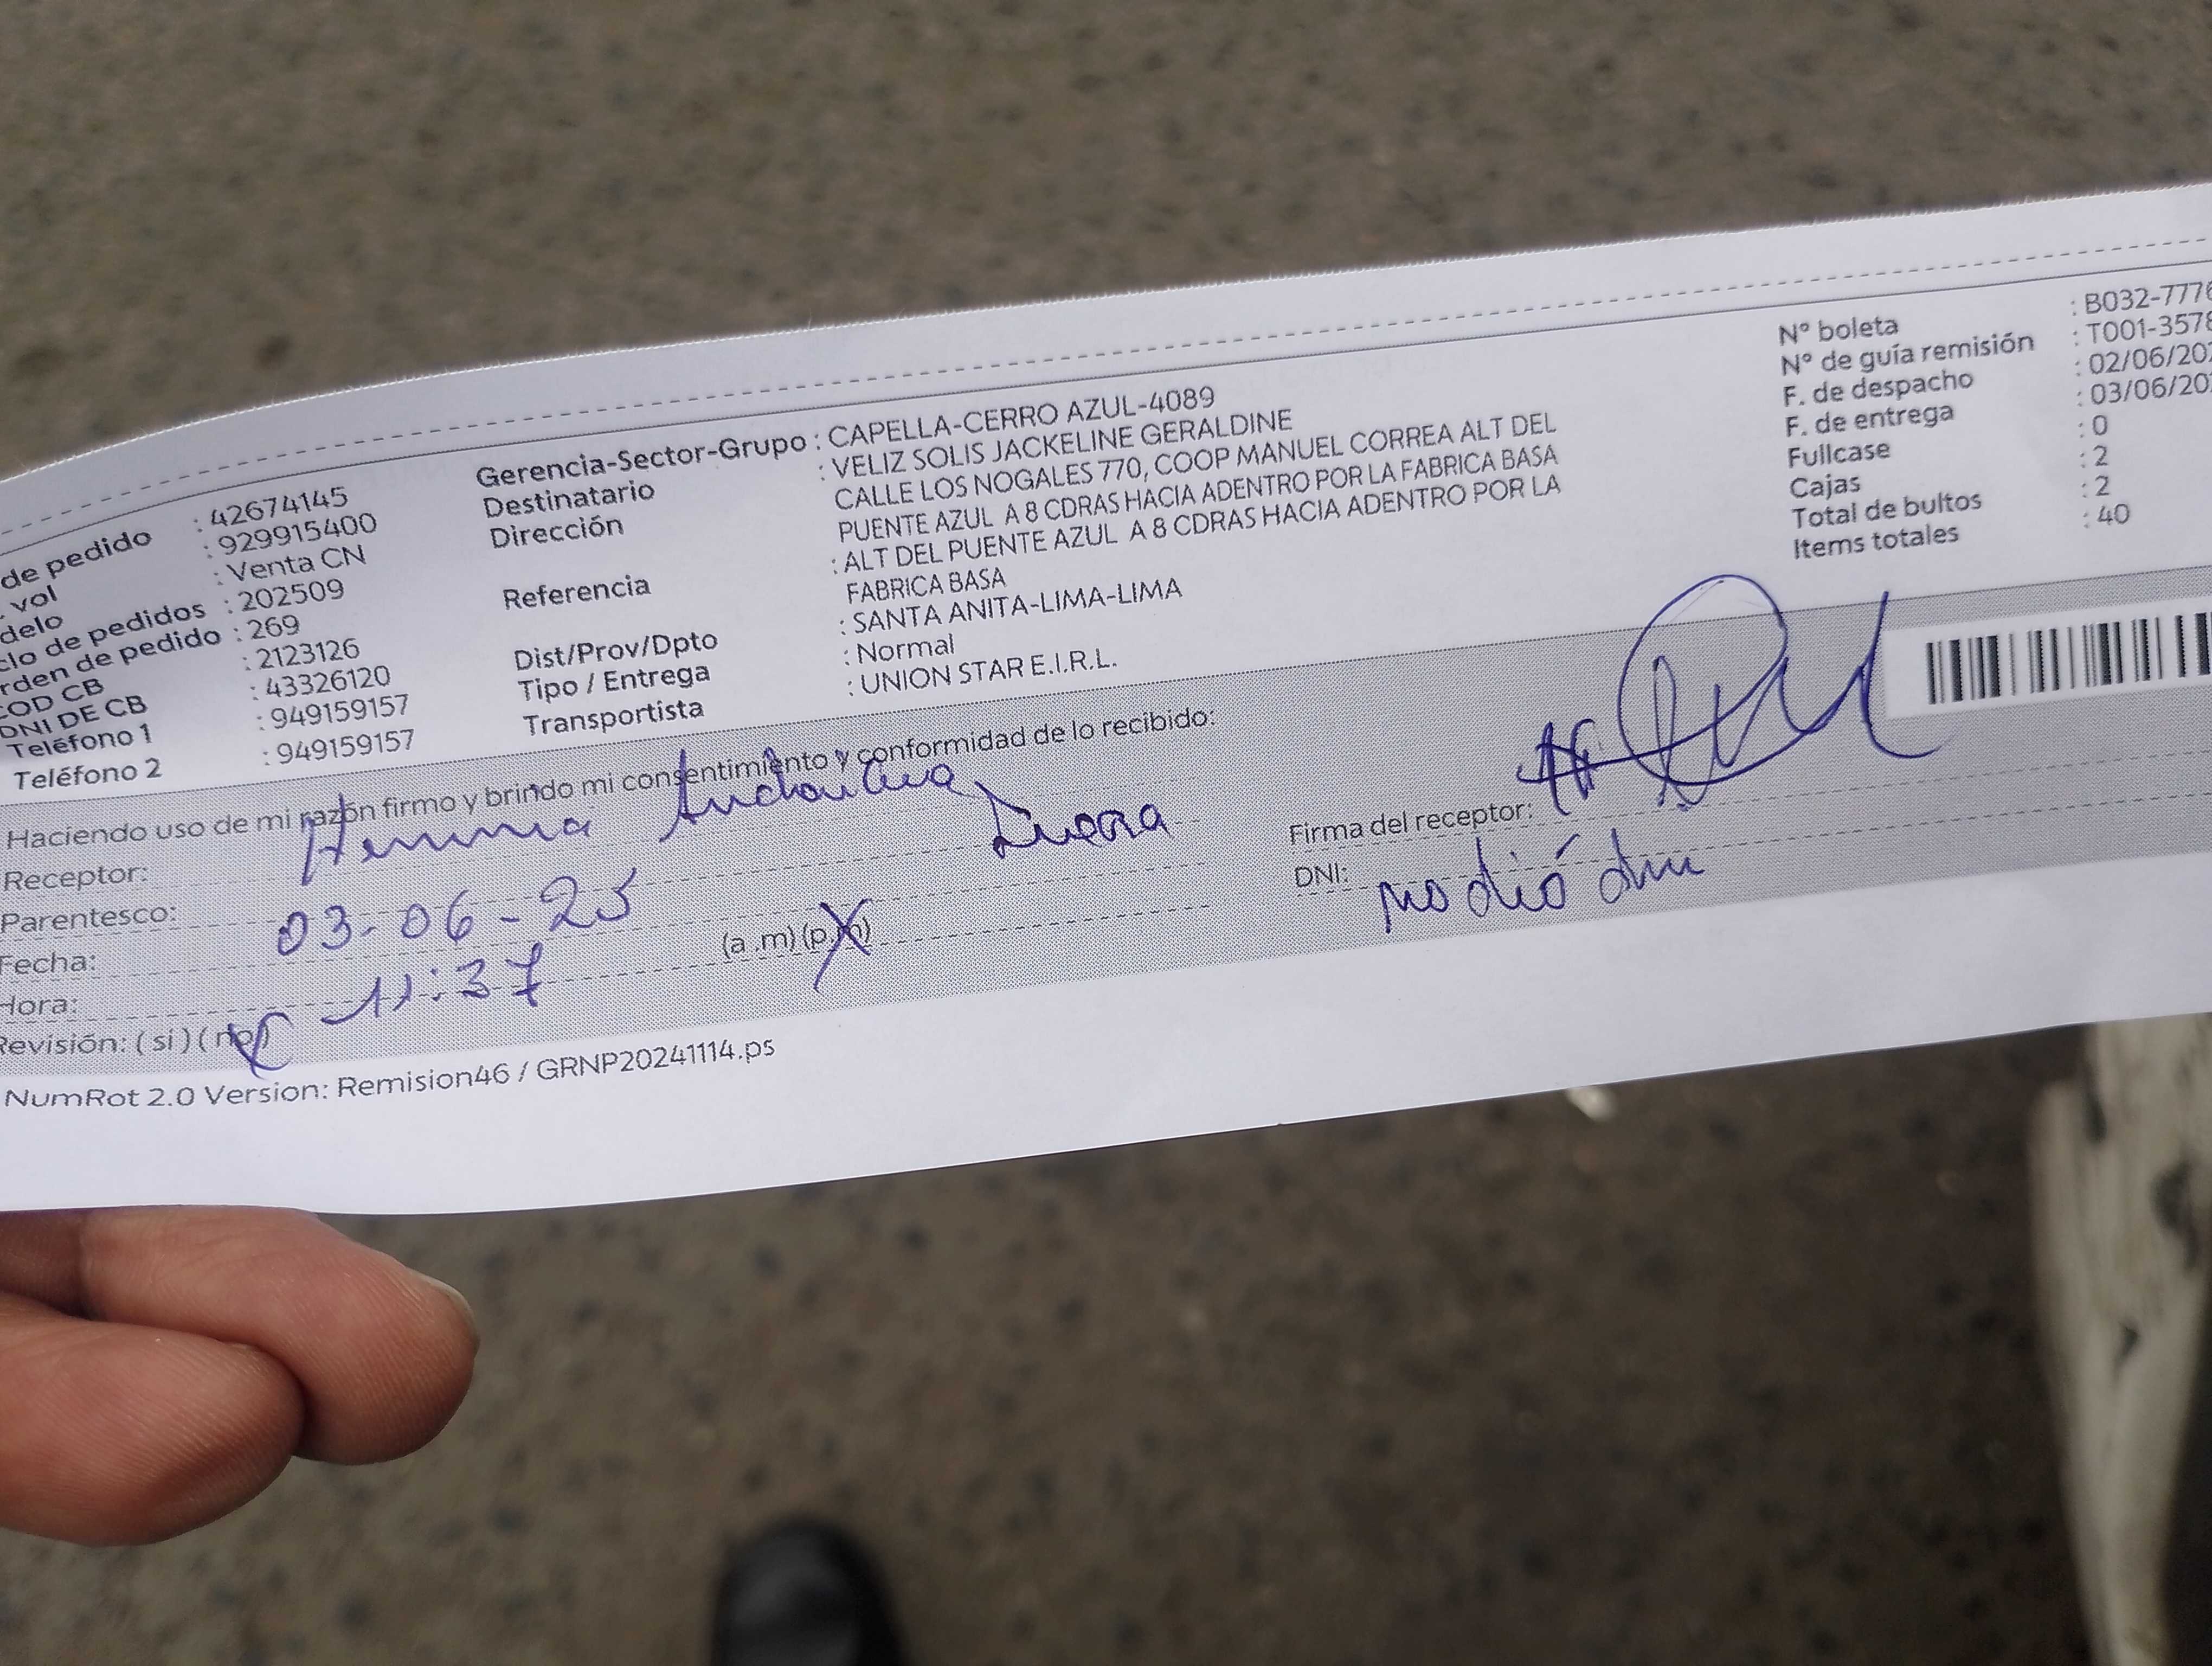 de pedido : 42674145
. vol : 929915400
delo : Venta CN
clo de pedidos : 202509
rden de pedido : 269
COD CB : 2123126
DNI DE CB : 43326120
Teléfono 1 : 949159157
Teléfono 2 : 949159157
Gerencia-Sector-Grupo : CAPELLA-CERRO AZUL-4089
Destinatario : VELIZ SOLIS JACKELINE GERALDINE
Dirección CALLE LOS NOGALES 770, COOP MANUEL CORREA ALT DEL
PUENTE AZUL A 8 CDRAS HACIA ADENTRO POR LA FABRICA BASA
Referencia : ALT DEL PUENTE AZUL A 8 CDRAS HACIA ADENTRO POR LA
FABRICA BASA
Dist/Prov/Dpto : SANTA ANITA-LIMA-LIMA
Tipo / Entrega : Normal
Transportista : UNION STAR E.I.R.L.
N° boleta : B032-7776
N° de guía remisión : T001-3578
F. de despacho : 02/06/20
F. de entrega : 03/06/20
Fullcase : 0
Cajas : 2
Total de bultos : 2
Items totales : 40
Haciendo uso de mi razón firmo y brindo mi consentimiento y conformidad de lo recibido:
Receptor:
Parentesco:
Fecha: 03-06-25
Hora: 11:37 (a .m) (p.m)
Revisión: ( si ) ( no )
Firma del receptor:
DNI: no dió dni
NumRot 2.0 Version: Remision46 / GRNP20241114.ps